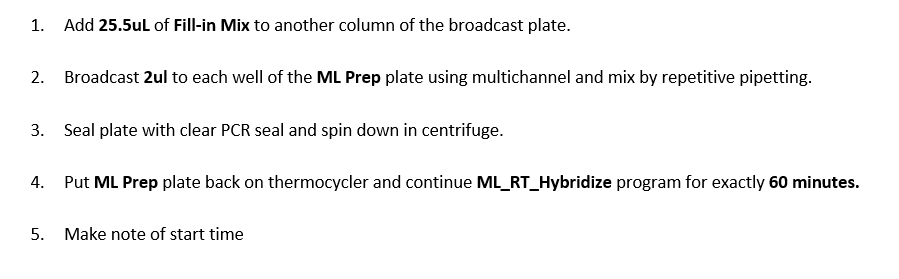 1. Add 25.5uL of Fill-in Mix to another column of the broadcast plate.
2. Broadcast 2ul to each well of the ML Prep plate using multichannel and mix by repetitive pipetting.
3. Seal plate with clear PCR seal and spin down in centrifuge.
4. Put ML Prep plate back on thermocycler and continue ML_RT_Hybridize program for exactly 60 minutes.
5. Make note of start time